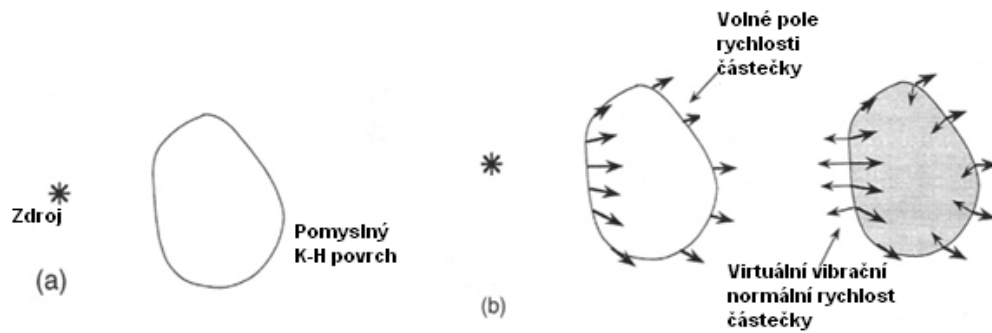 Zdroj
Pomyslný
K-H povrch
(a)
Volné pole
rychlosti
částečky
(b)
Virtuální vibrační
normální rychlost
částečky